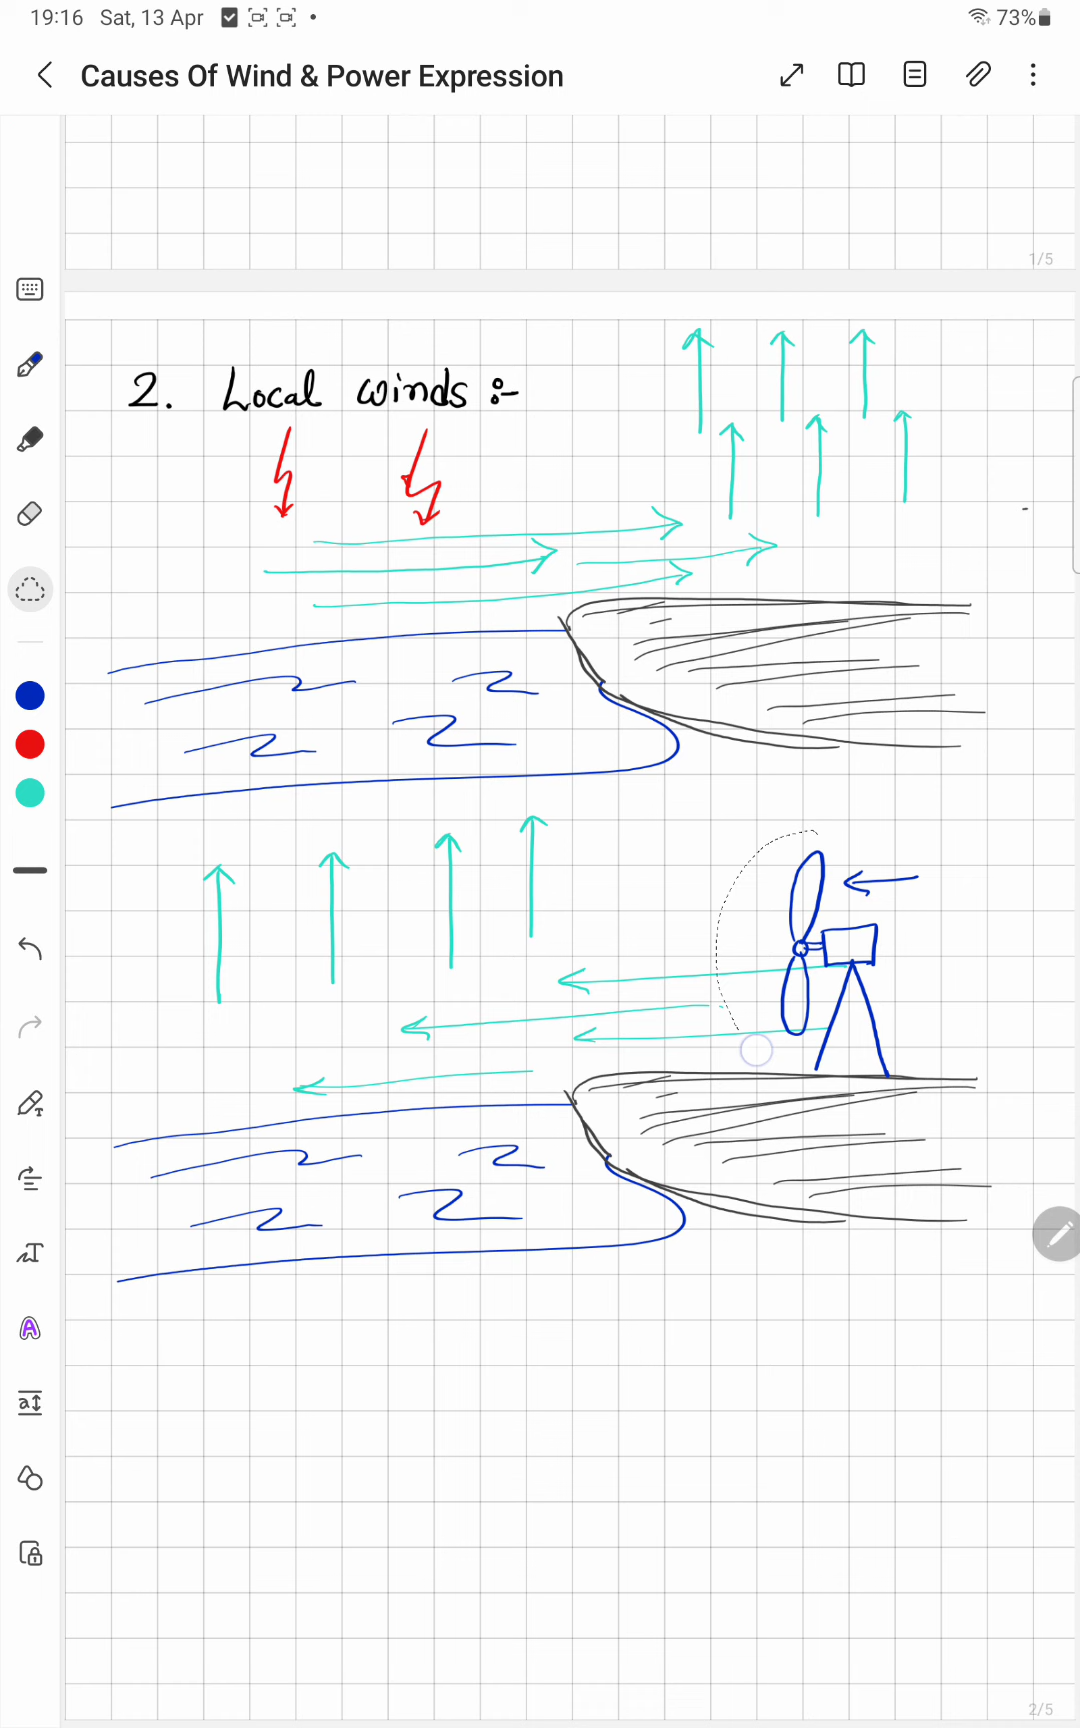 19:16 Sat, 13 Apr 73%
Causes Of Wind & Power Expression
1/5
2. Local winds :-
2/5